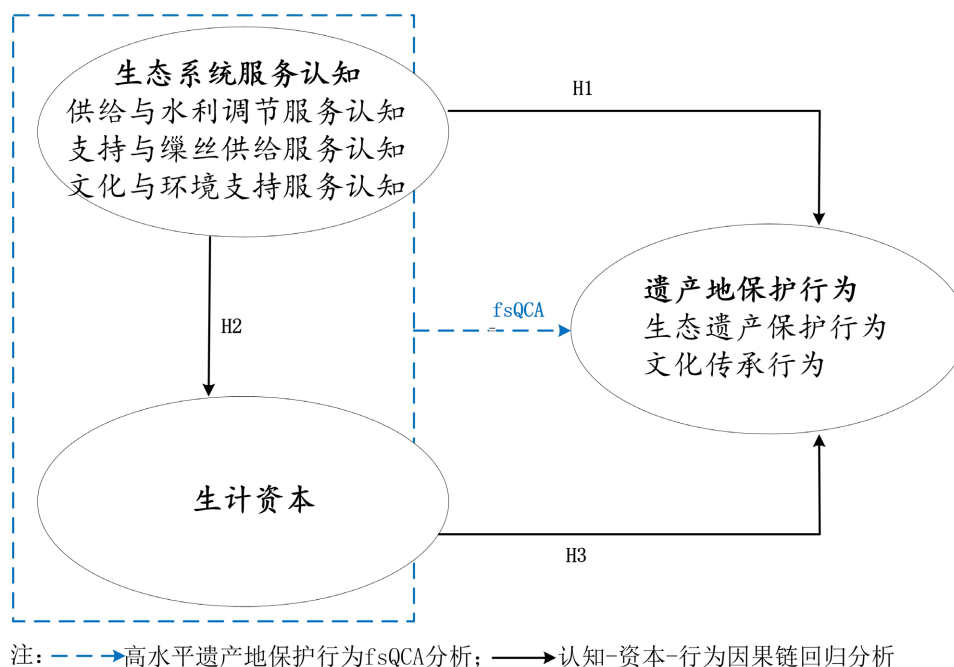 生态系统服务认知
供给与水利调节服务认知
支持与缫丝供给服务认知
文化与环境支持服务认知
H1
遗产地保护行为
生态遗产保护行为
文化传承行为
fsQCA
H2
生计资本
H3
注：高水平遗产地保护行为fsQCA分析；认知-资本-行为因果链回归分析